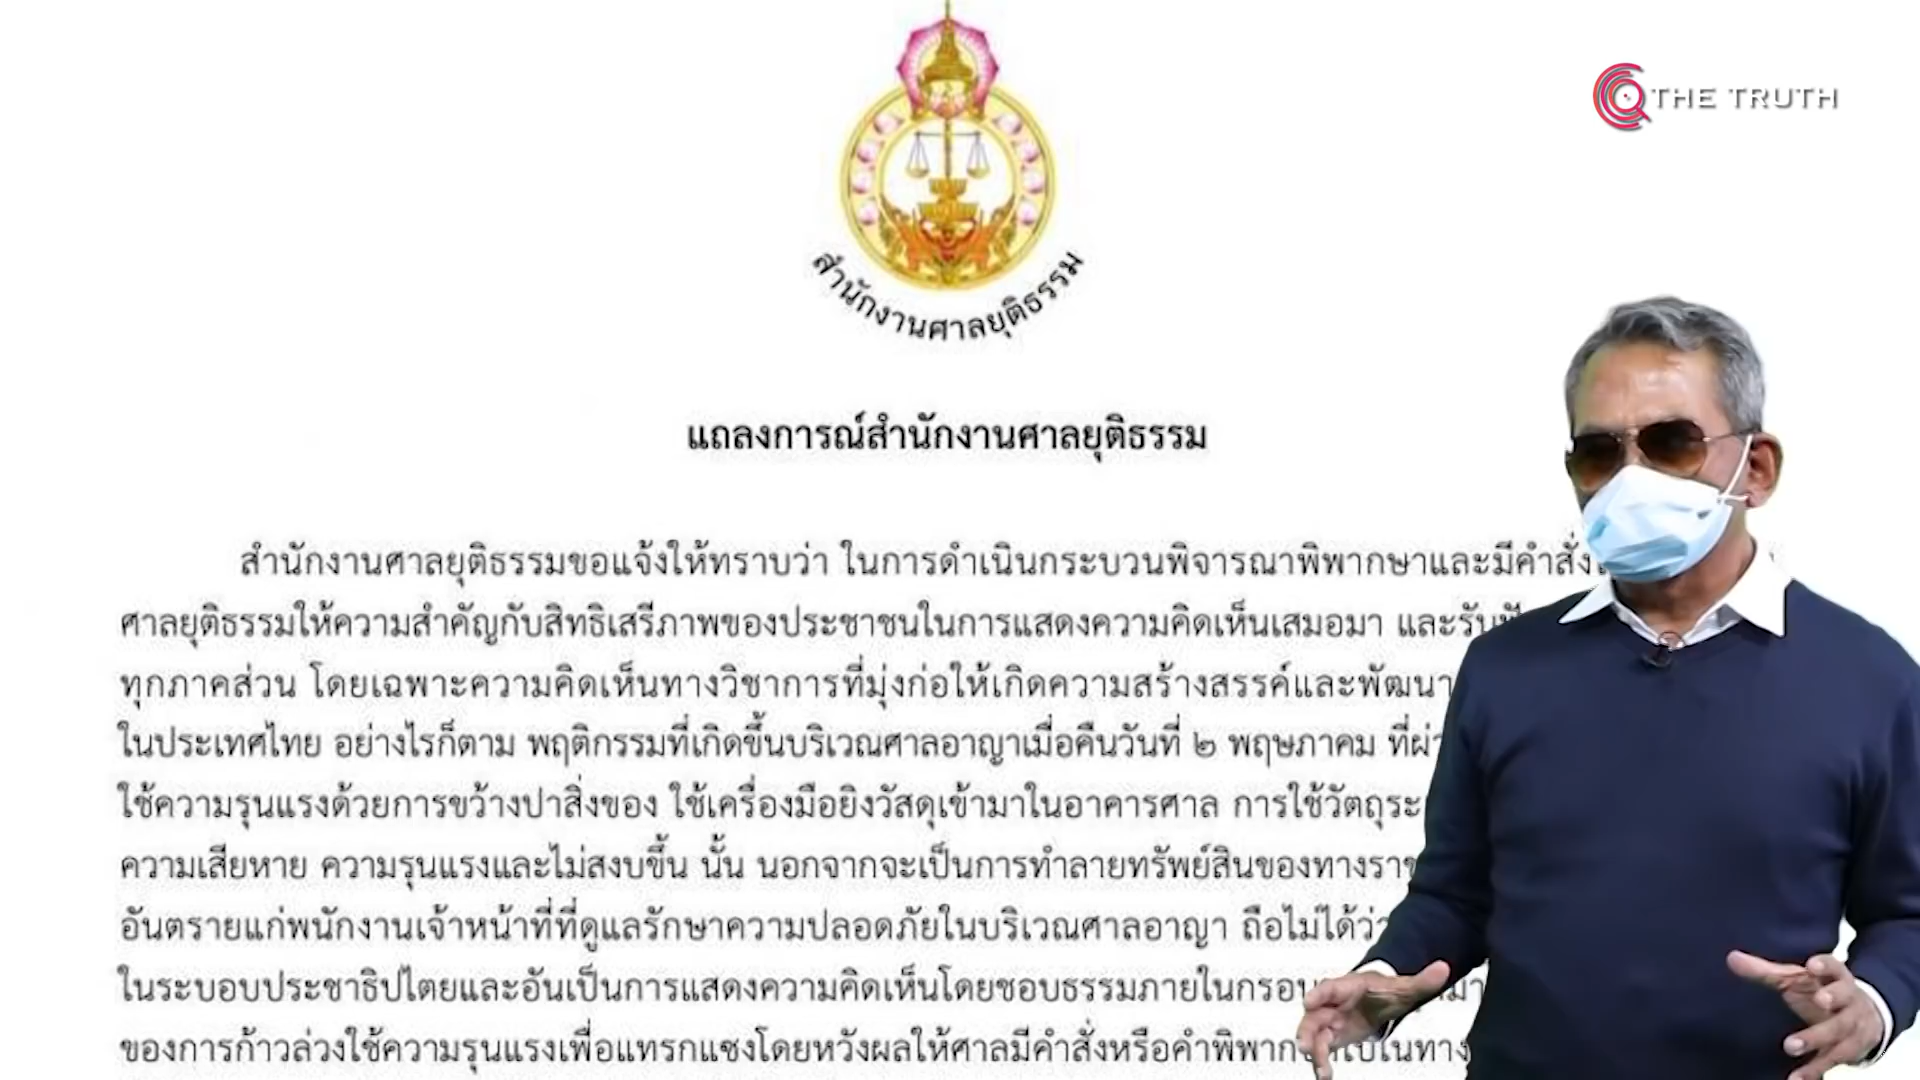 THE TRUTH
สำนักงานศาลยุติธรรม
แถลงการณ์สำนักงานศาลยุติธรรม
สำนักงานศาลยุติธรรมขอแจ้งให้ทราบว่า ในการดำเนินกระบวนพิจารณาพิพากษาและมีคำสั่ง
ศาลยุติธรรมให้ความสำคัญกับสิทธิเสรีภาพของประชาชนในการแสดงความคิดเห็นเสมอมา และรับฟัง
ทุกภาคส่วน โดยเฉพาะความคิดเห็นทางวิชาการที่มุ่งก่อให้เกิดความสร้างสรรค์และพัฒนา
ในประเทศไทย อย่างไรก็ตาม พฤติกรรมที่เกิดขึ้นบริเวณศาลอาญาเมื่อคืนวันที่ ๒ พฤษภาคม ที่ผ่า
ใช้ความรุนแรงด้วยการขว้างปาสิ่งของ ใช้เครื่องมือยิงวัสดุเข้ามาในอาคารศาล การใช้วัตถุระ
ความเสียหาย ความรุนแรงและไม่สงบขึ้น นั้น นอกจากจะเป็นการทำลายทรัพย์สินของทางราช
อันตรายแก่พนักงานเจ้าหน้าที่ที่ดูแลรักษาความปลอดภัยในบริเวณศาลอาญา ถือไม่ได้ว่า
ในระบอบประชาธิปไตยและอันเป็นการแสดงความคิดเห็นโดยชอบธรรมภายในกรอบ
ของการก้าวล่วงใช้ความรุนแรงเพื่อแทรกแซงโดยหวังผลให้ศาลมีคำสั่งหรือคำพิพากษาไปในทาง